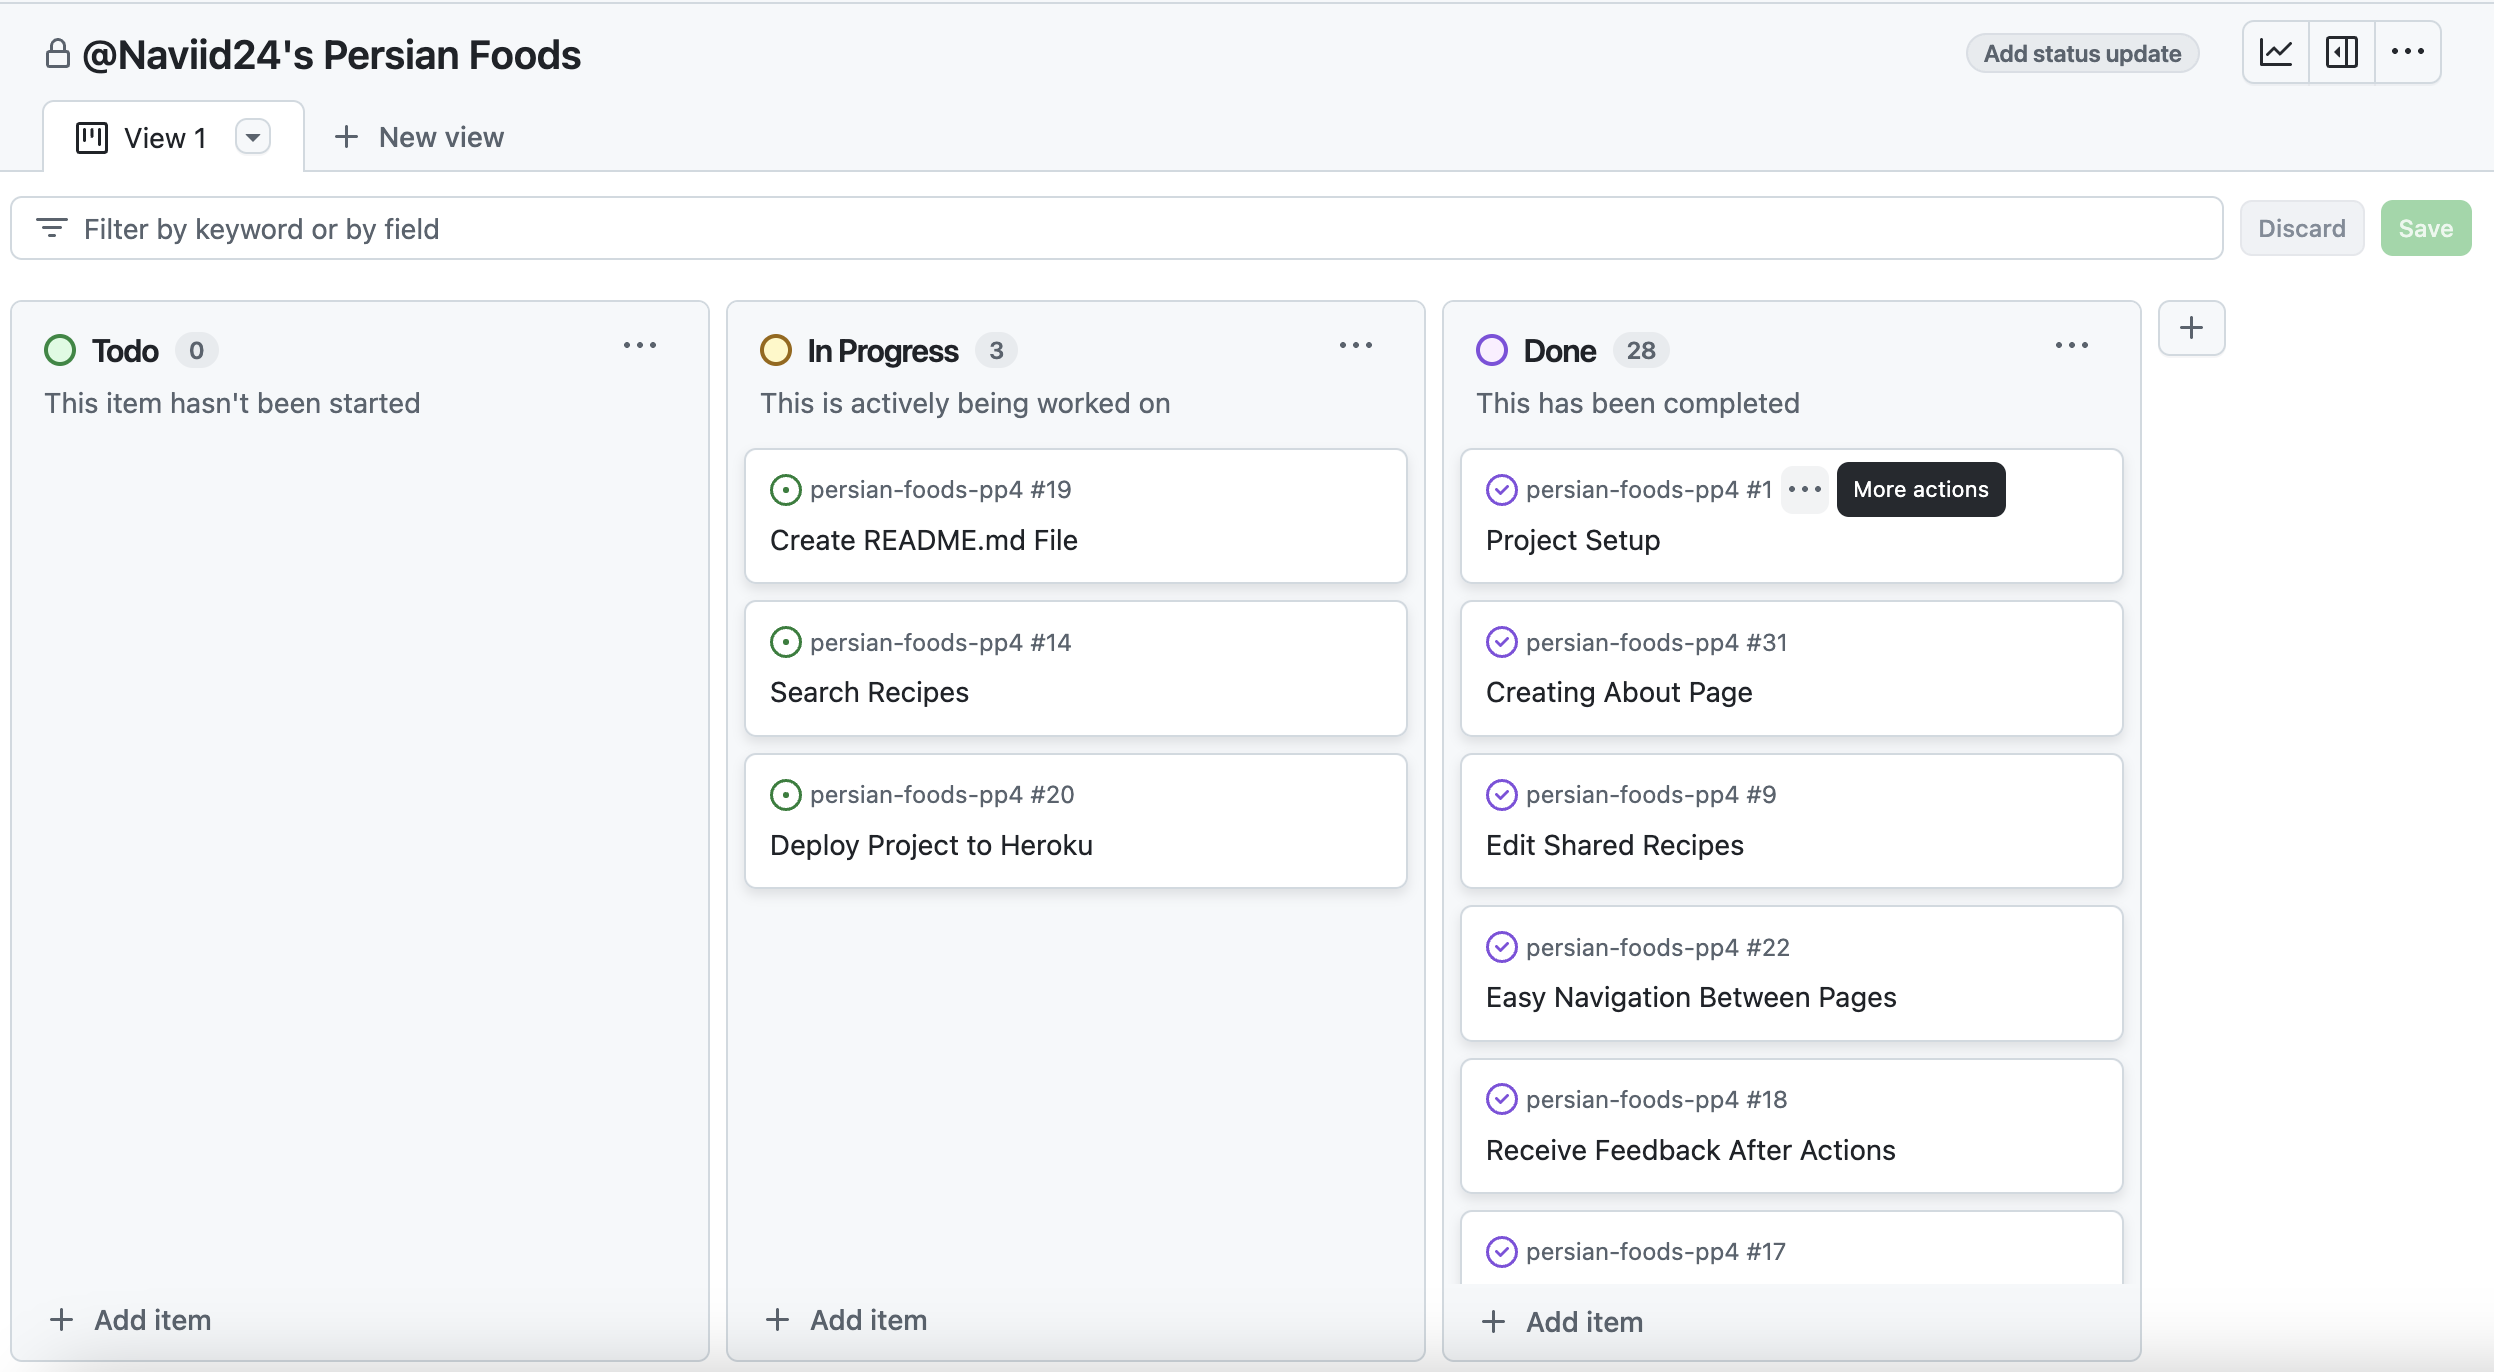 @Naviid24's Persian Foods
Add status update
View 1
New view
Filter by keyword or by field
Discard
Save
Todo 0
This item hasn't been started
Add item
In Progress 3
This is actively being worked on
persian-foods-pp4 #19
Create README.md File
persian-foods-pp4 #14
Search Recipes
persian-foods-pp4 #20
Deploy Project to Heroku
Add item
Done 28
This has been completed
persian-foods-pp4 #1
More actions
Project Setup
persian-foods-pp4 #31
Creating About Page
persian-foods-pp4 #9
Edit Shared Recipes
persian-foods-pp4 #22
Easy Navigation Between Pages
persian-foods-pp4 #18
Receive Feedback After Actions
persian-foods-pp4 #17
Add item